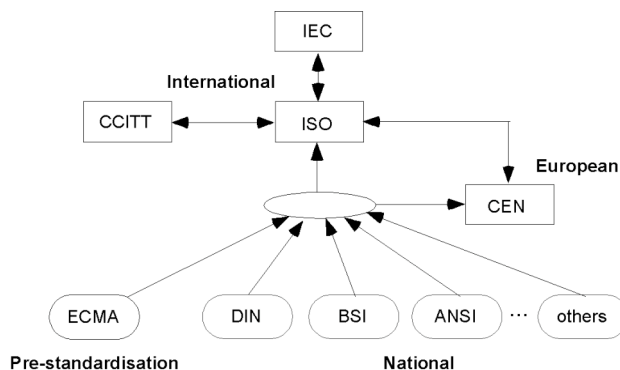 IEC
International
CCITT
ISO
European
CEN
ECMA
DIN
BSI
ANSI
...
others
Pre-standardisation
National